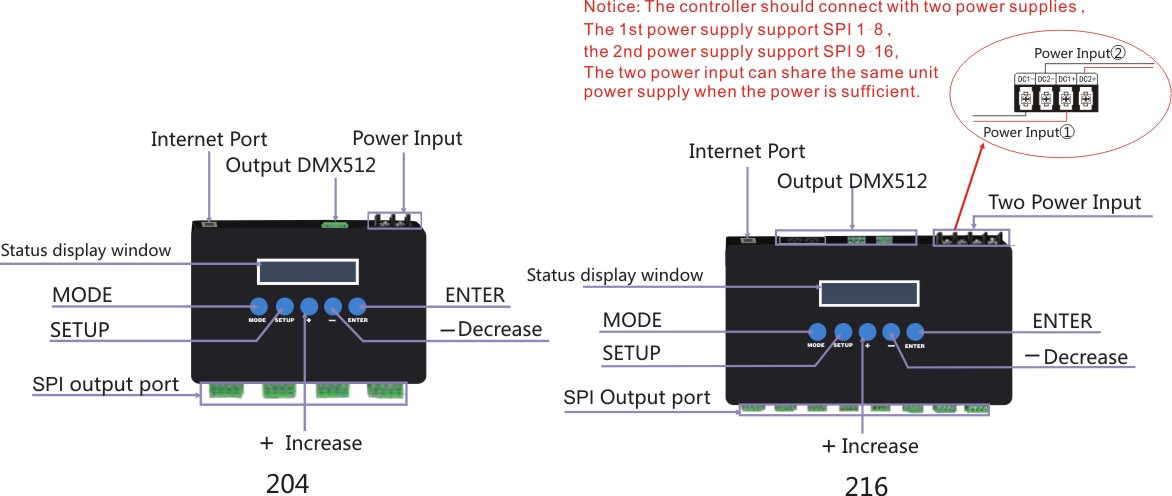 Notice: The controller should connect with two power supplies ,
The 1st power supply support SPI 1-8 ,
the 2nd power supply support SPI 9-16,
The two power input can share the same unit
power supply when the power is sufficient.
Power Input②
DC1- DC2- DC1+ DC2+
Power Input①
Internet Port
Power Input
Output DMX512
Status display window
MODE
SETUP
ENTER
−Decrease
MODE SETUP + − ENTER
SPI output port
+ Increase
204
Internet Port
Output DMX512
Two Power Input
Status display window
MODE
SETUP
ENTER
−Decrease
MODE SETUP + − ENTER
SPI Output port
+ Increase
216